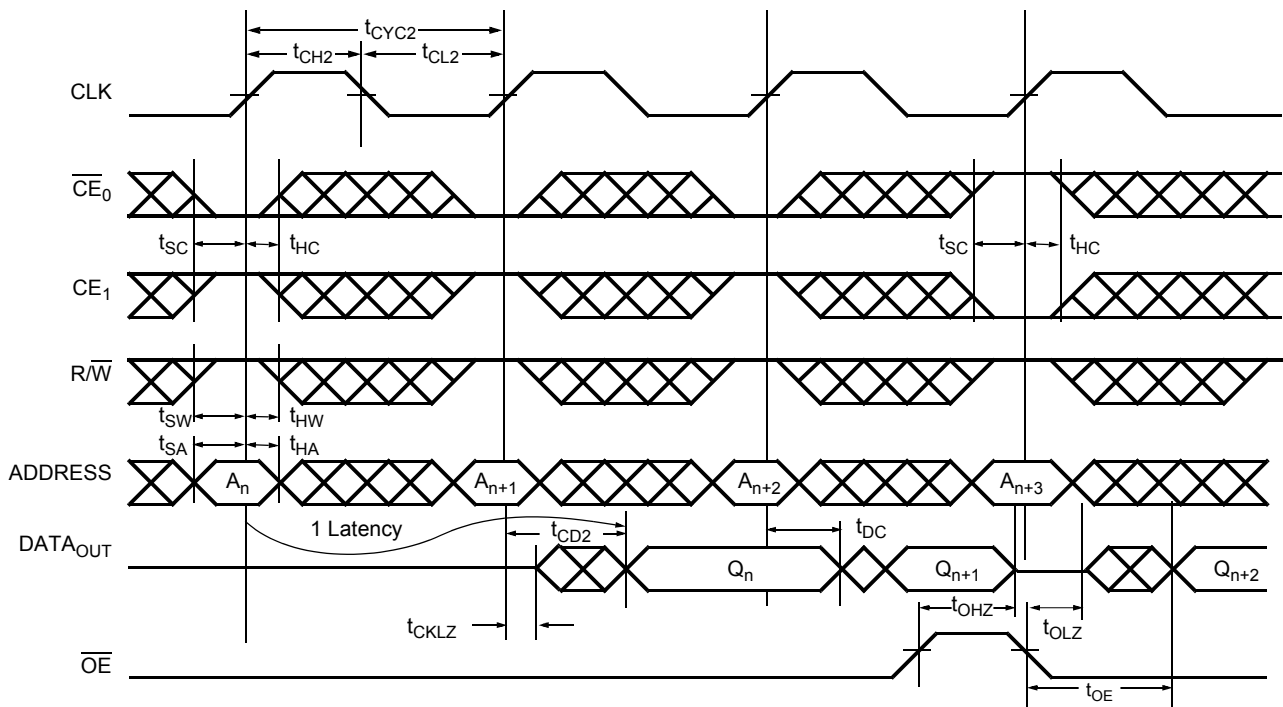 tCYC2
tCH2 tCL2
CLK
CE0
tSC tHC tSC tHC
CE1
R/W
tSW tHW
tSA tHA
ADDRESS An An+1 An+2 An+3
1 Latency tCD2 tDC
DATAOUT Qn Qn+1 Qn+2
tCKLZ tOHZ tOLZ
OE
tOE